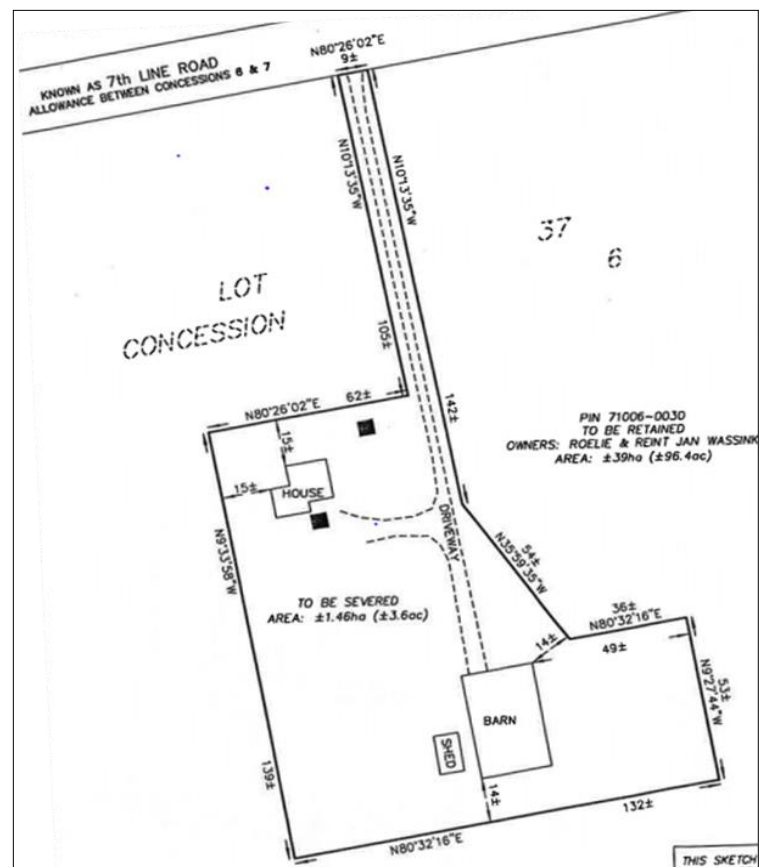 N80°26'02"E
9±
KNOWN AS 7th LINE ROAD
ALLOWANCE BETWEEN CONCESSIONS 6 & 7
N10°13'35"W
N10°13'35"W
37
6
LOT
CONCESSION
105±
N80°26'02"E
62±
142±
15±
15±
HOUSE
PIN 71006-0030
TO BE RETAINED
OWNERS: ROELIE & REINT JAN WASSINK
AREA: ±39ha (±96.4ac)
DRIVEWAY
54±
N35°59'35"W
N9°33'58"W
TO BE SEVERED
AREA: ±1.46ha (±3.6ac)
36±
N80°32'16"E
14±
49±
53±
N9°27'44"W
BARN
SHED
139±
14±
132±
N80°32'16"E
THIS SKETCH